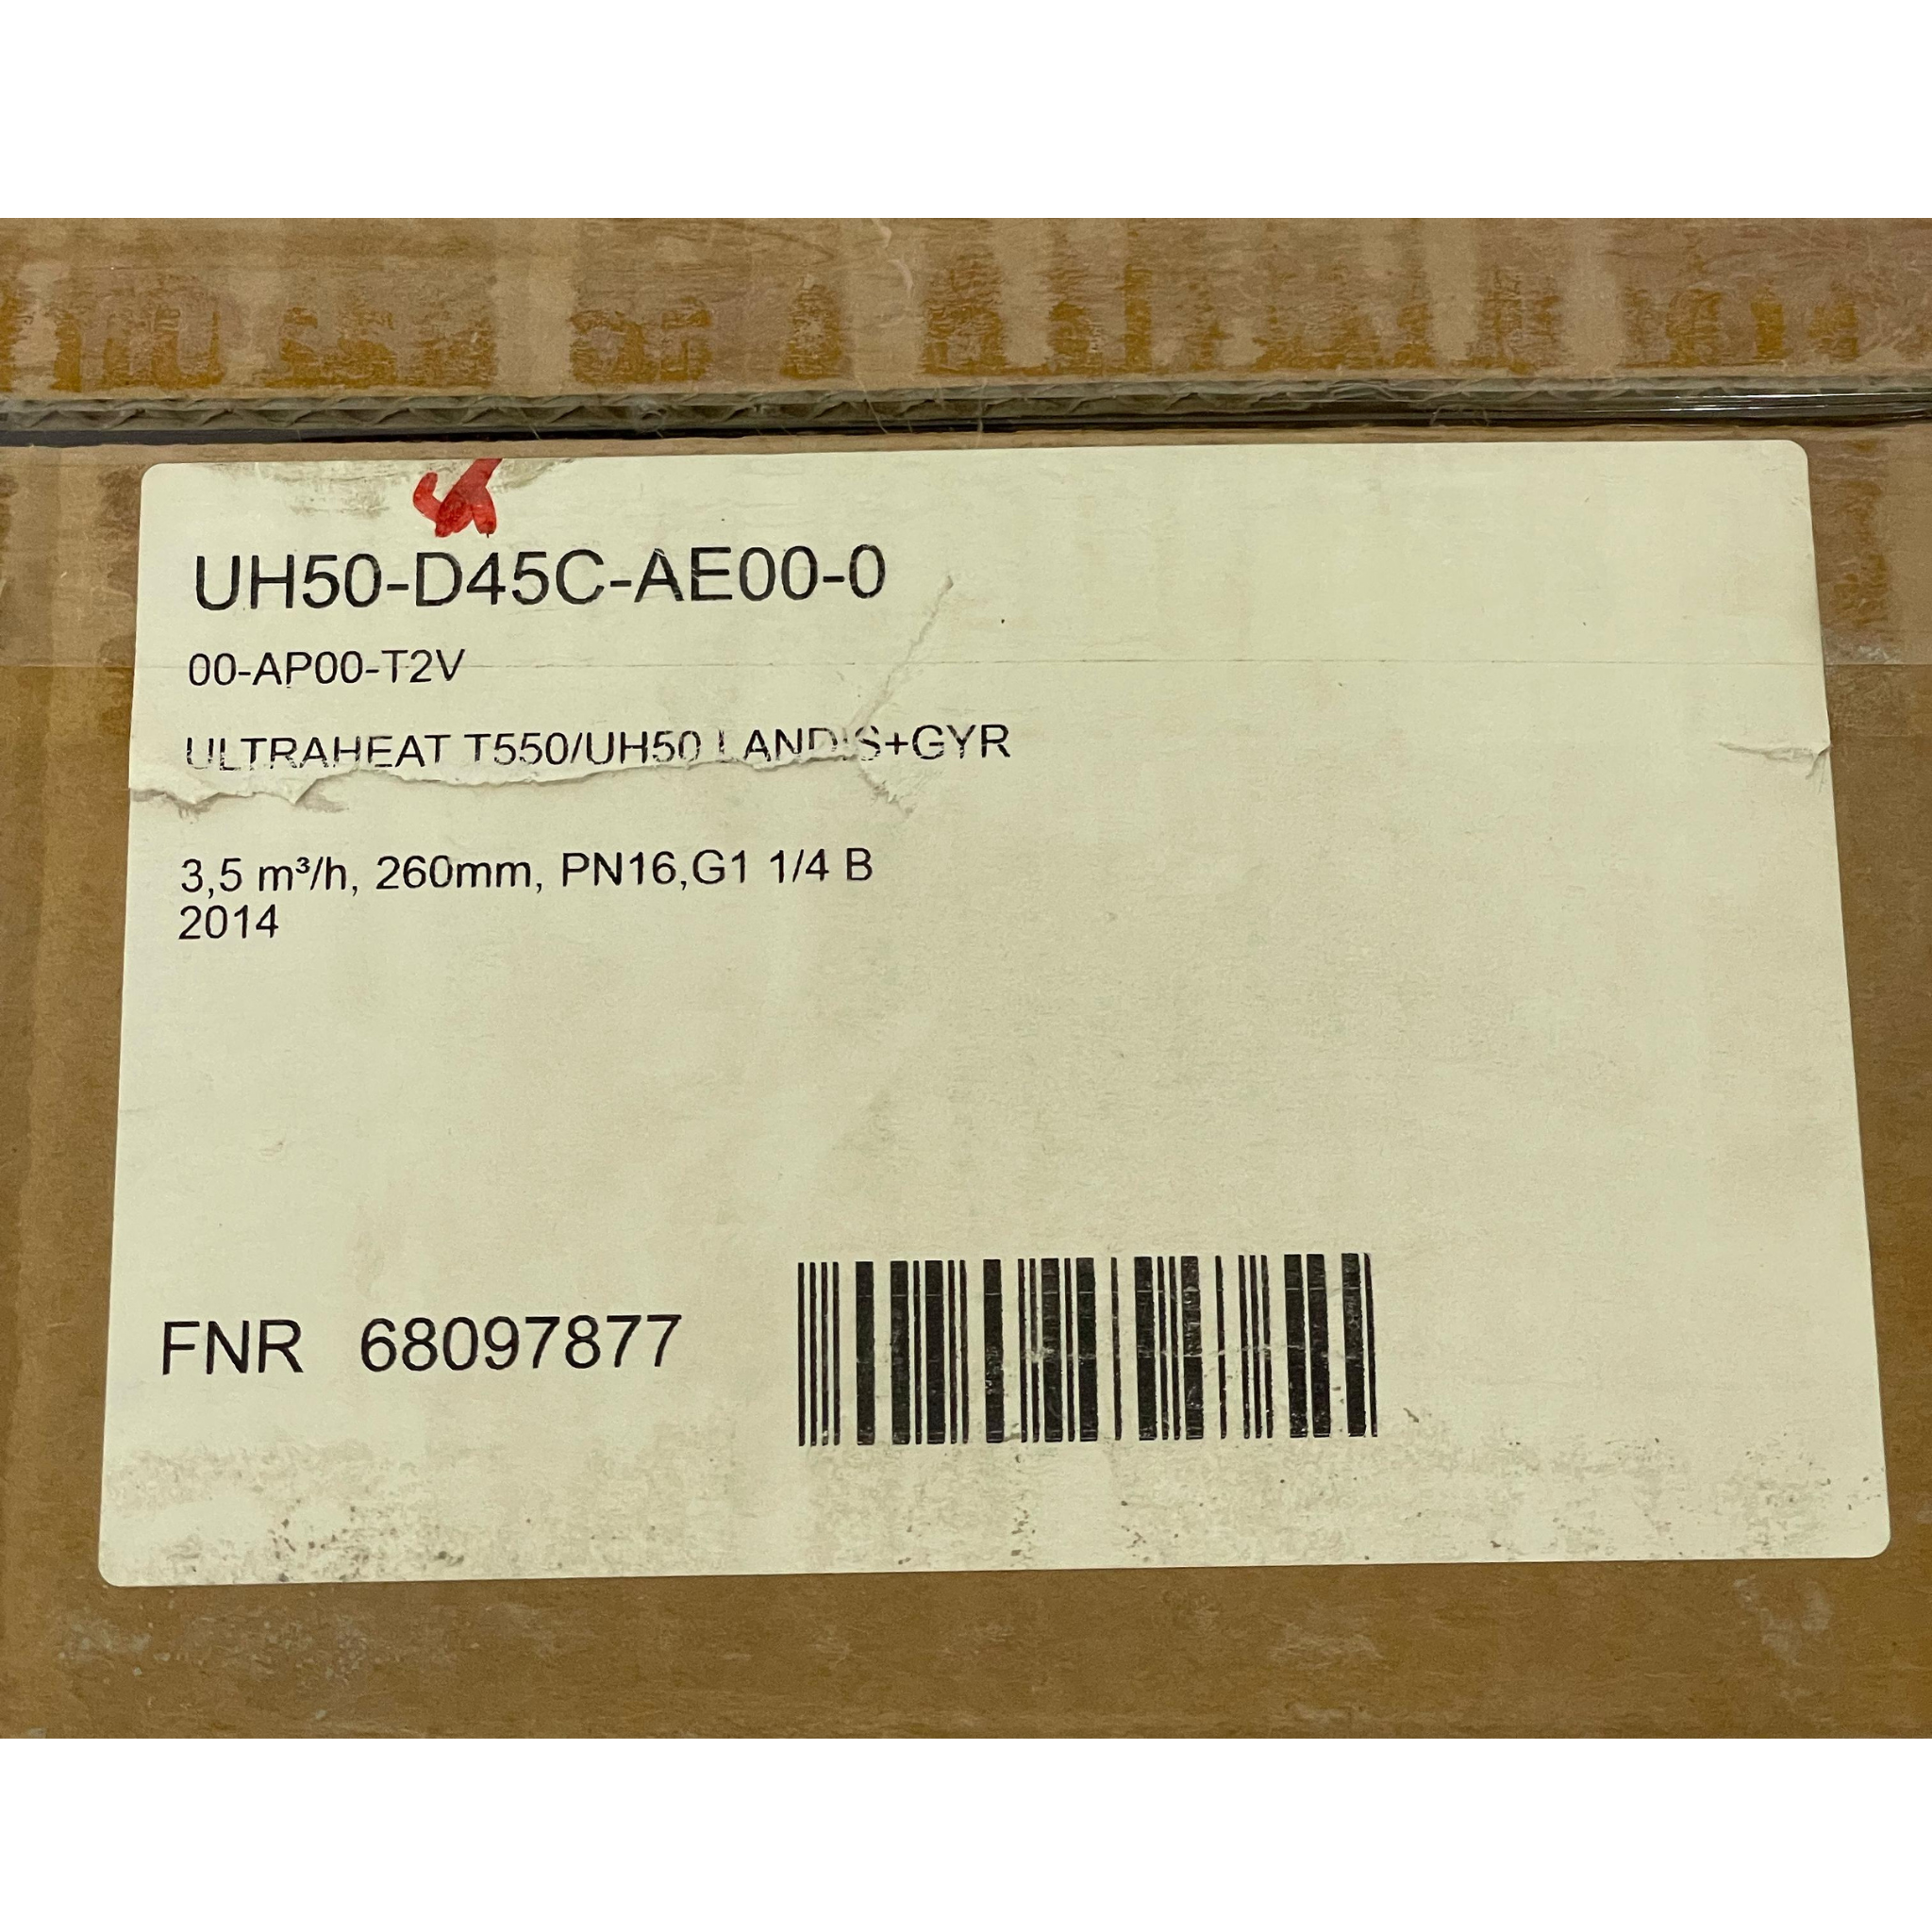 UH50-D45C-AE00-0
00-AP00-T2V
ULTRAHEAT T550/UH50 LANDIS+GYR
3,5 m³/h, 260mm, PN16,G1 1/4 B
2014
FNR 68097877